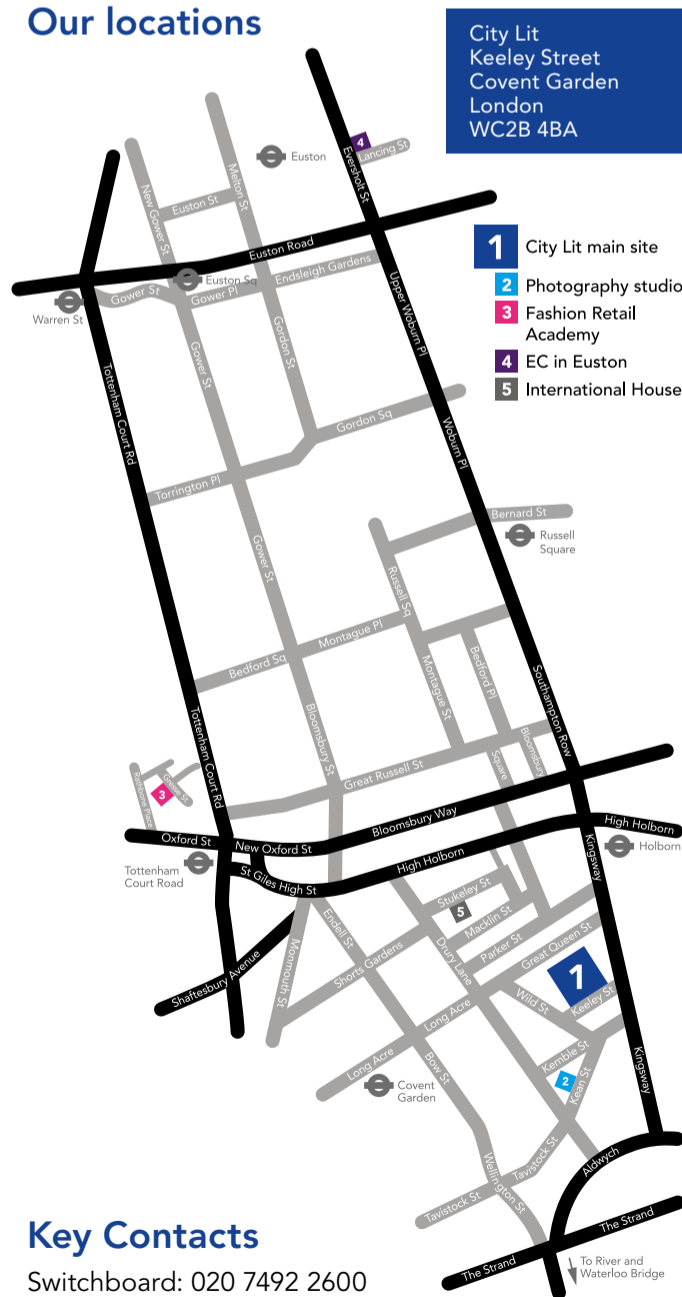 Our locations
City Lit
Keeley Street
Covent Garden
London
WC2B 4BA
1 City Lit main site
2 Photography studio
3 Fashion Retail
Academy
4 EC in Euston
5 International House
4
Lancing St
Eversholt St
Euston
Melton St
New Gower St
Euston St
Euston Road
Euston Sq
Endsleigh Gardens
Gower St
Gower Pl
Warren St
Upper Woburn Pl
Gordon St
Gower St
Tottenham Court Rd
Gordon Sq
Woburn Pl
Torrington Pl
Bernard St
Russell
Square
Gower St
Russell Sq
Montague Pl
Bedford Sq
Montague St
Bedford Pl
Southampton Row
Bloomsbury St
Tottenham Court Rd
Great Russell St
Square
Bloomsbury
Rathbone Place
Gresse St
3
Bloomsbury Way
Oxford St
New Oxford St
High Holborn
High Holborn
Holborn
Kingsway
Tottenham
Court Road
St Giles High St
Stukeley St
5
Macklin St
Endell St
Drury Lane
Parker St
Great Queen St
Monmouth St
Shorts Gardens
Shaftesbury Avenue
1
Wild St
Keeley St
Long Acre
Long Acre
Kemble St
Kingsway
Bow St
2
Kean St
Covent
Garden
Aldwych
Tavistock St
Tavistock St
Wellington St
The Strand
The Strand
To River and
Waterloo Bridge
Key Contacts
Switchboard: 020 7492 2600